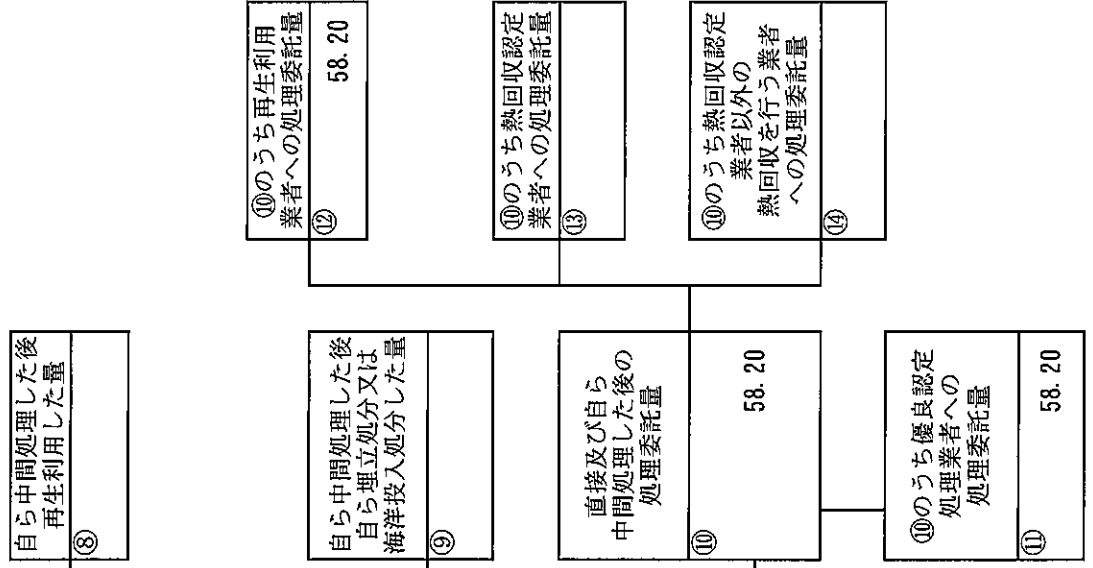 自ら中間処理した後
再生利用した量
⑧
自ら中間処理した後
自ら埋立処分又は
海洋投入処分した量
⑨
直接及び自ら
中間処理した後の
処理委託量
⑩
58.20
⑩のうち優良認定
処理業者への
処理委託量
⑪
58.20
⑩のうち再生利用
業者への処理委託量
⑫
58.20
⑩のうち熱回収認定
業者への処理委託量
⑬
⑩のうち熱回収認定
業者以外の
熱回収を行う業者
への処理委託量
⑭